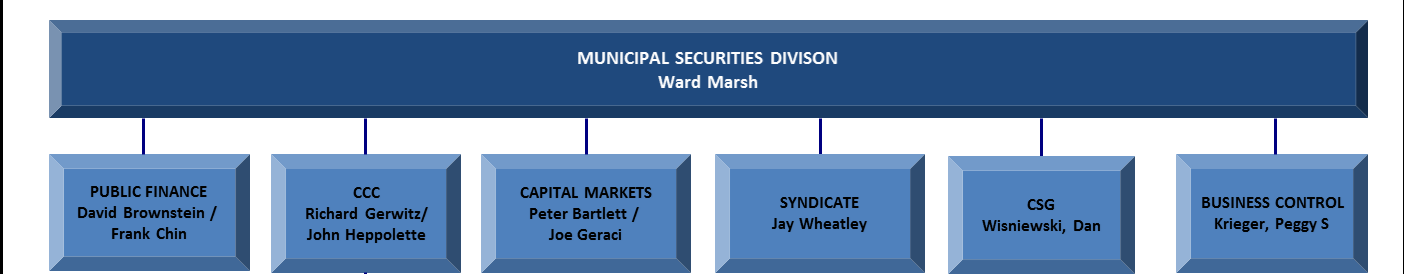 MUNICIPAL SECURITIES DIVISON
Ward Marsh
PUBLIC FINANCE
David Brownstein /
Frank Chin
CCC
Richard Gerwitz/
John Heppolette
CAPITAL MARKETS
Peter Bartlett /
Joe Geraci
SYNDICATE
Jay Wheatley
CSG
Wisniewski, Dan
BUSINESS CONTROL
Krieger, Peggy S